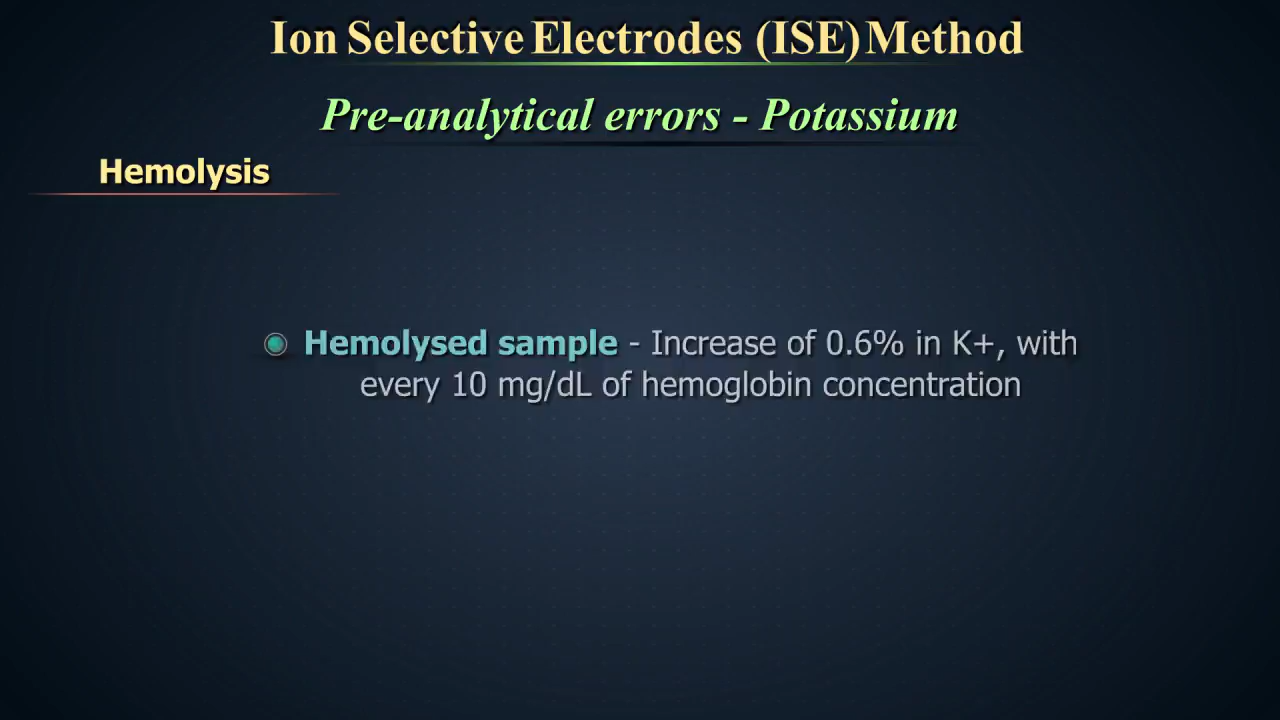 Ion Selective Electrodes (ISE) Method
Pre-analytical errors - Potassium
Hemolysis
Hemolysed sample - Increase of 0.6% in K+, with
every 10 mg/dL of hemoglobin concentration